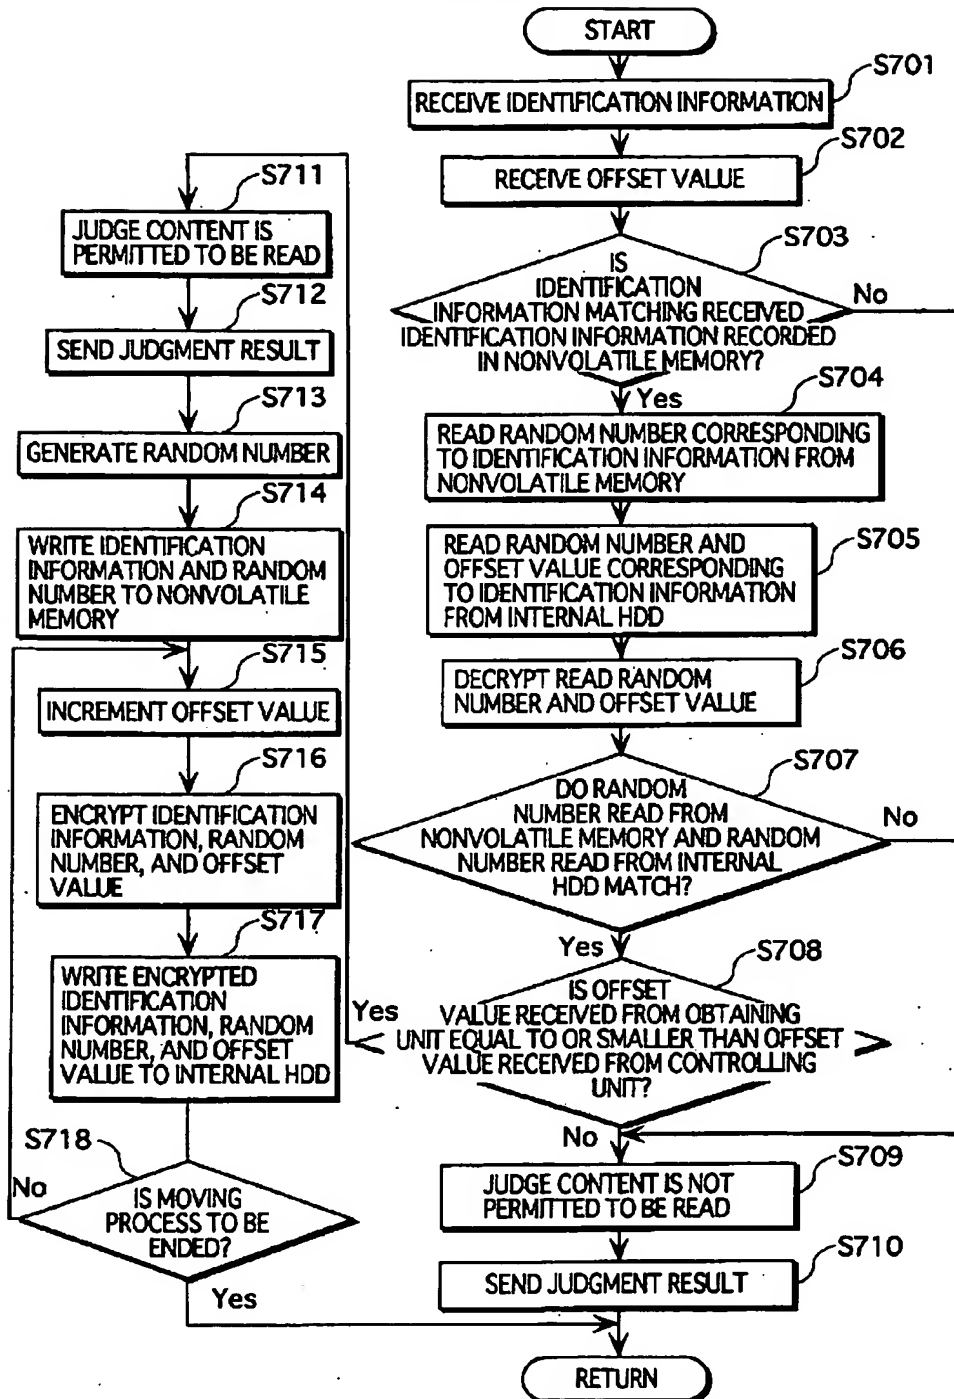 START
S701
RECEIVE IDENTIFICATION INFORMATION
S702
RECEIVE OFFSET VALUE
S703
IS
IDENTIFICATION
INFORMATION MATCHING RECEIVED
IDENTIFICATION INFORMATION RECORDED
IN NONVOLATILE MEMORY?
No
Yes
S704
READ RANDOM NUMBER CORRESPONDING
TO IDENTIFICATION INFORMATION FROM
NONVOLATILE MEMORY
S705
READ RANDOM NUMBER AND
OFFSET VALUE CORRESPONDING
TO IDENTIFICATION INFORMATION
FROM INTERNAL HDD
S706
DECRYPT READ RANDOM
NUMBER AND OFFSET VALUE
S707
DO RANDOM
NUMBER READ FROM
NONVOLATILE MEMORY AND RANDOM
NUMBER READ FROM INTERNAL
HDD MATCH?
No
Yes
S708
IS OFFSET
VALUE RECEIVED FROM OBTAINING
UNIT EQUAL TO OR SMALLER THAN OFFSET
VALUE RECEIVED FROM CONTROLLING
UNIT?
Yes
No
S709
JUDGE CONTENT IS NOT
PERMITTED TO BE READ
S710
SEND JUDGMENT RESULT
RETURN
S711
JUDGE CONTENT IS
PERMITTED TO BE READ
S712
SEND JUDGMENT RESULT
S713
GENERATE RANDOM NUMBER
S714
WRITE IDENTIFICATION
INFORMATION AND RANDOM
NUMBER TO NONVOLATILE
MEMORY
S715
INCREMENT OFFSET VALUE
S716
ENCRYPT IDENTIFICATION
INFORMATION, RANDOM
NUMBER, AND OFFSET
VALUE
S717
WRITE ENCRYPTED
IDENTIFICATION
INFORMATION, RANDOM
NUMBER, AND OFFSET
VALUE TO INTERNAL HDD
S718
No
IS MOVING
PROCESS TO BE
ENDED?
Yes